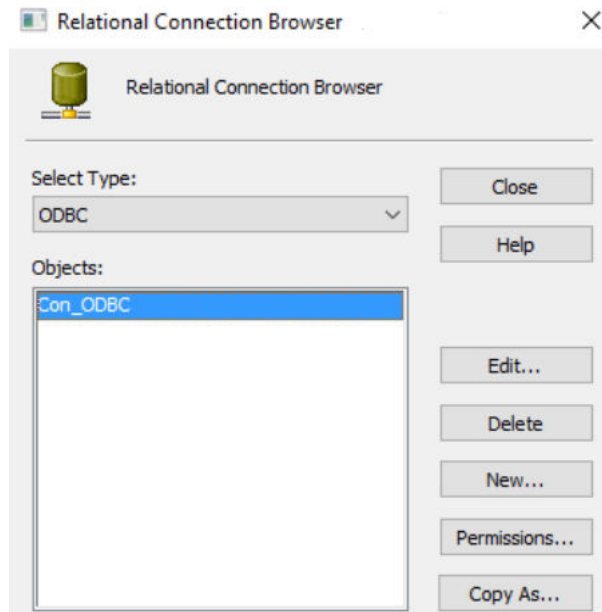 Relational Connection Browser
Relational Connection Browser
Select Type:
ODBC
Close
Help
Objects:
Con_ODBC
Edit...
Delete
New...
Permissions...
Copy As...